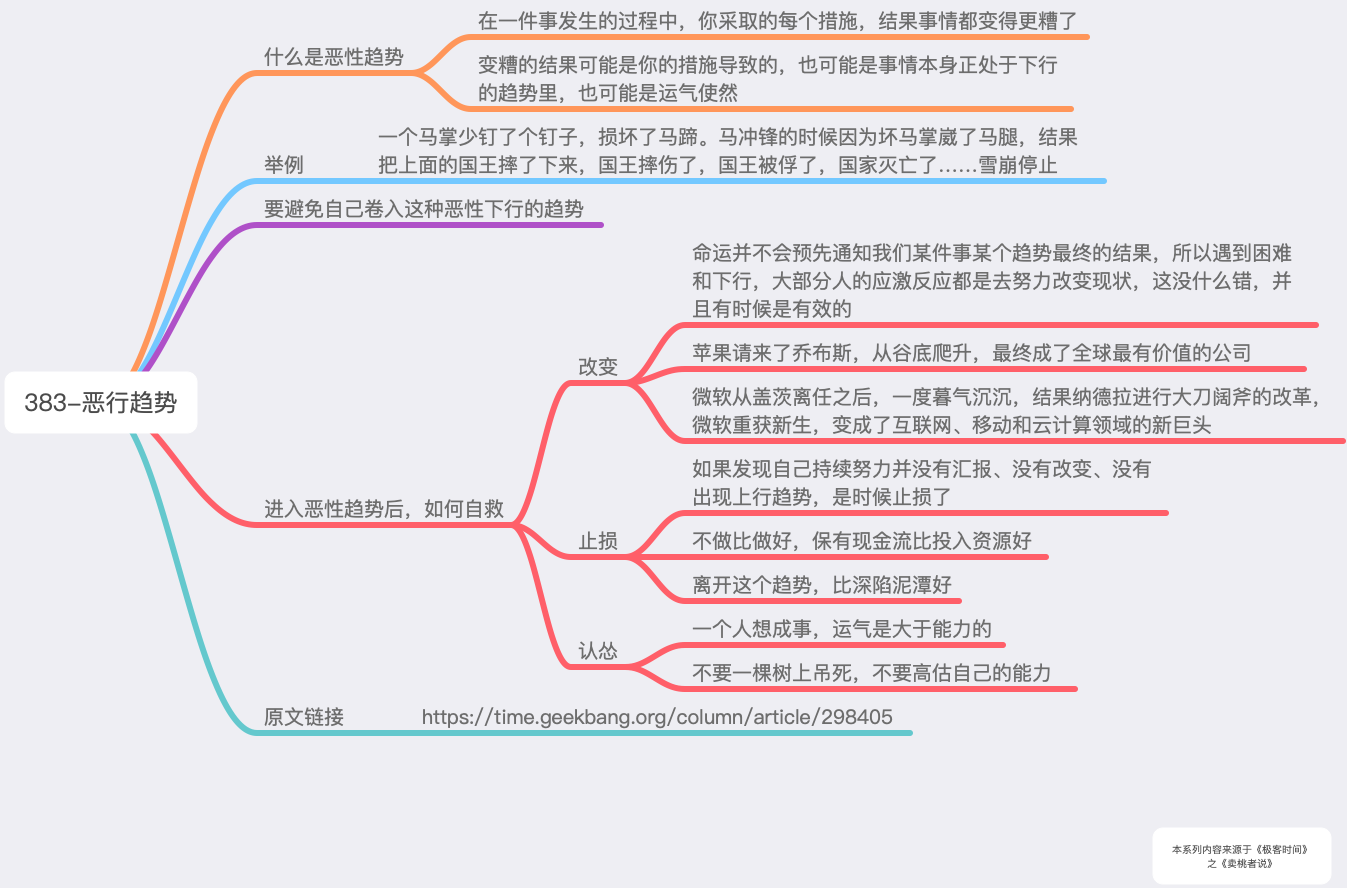 在一件事发生的过程中，你采取的每个措施，结果事情都变得更糟了
什么是恶性趋势
变糟的结果可能是你的措施导致的，也可能是事情本身正处于下行
的趋势里，也可能是运气使然
一个马掌少钉了个钉子，损坏了马蹄。马冲锋的时候因为坏马掌崴了马腿，结果
举例
把上面的国王摔了下来，国王摔伤了，国王被俘了，国家灭亡了……雪崩停止
要避免自己卷入这种恶性下行的趋势
命运并不会预先通知我们某件事某个趋势最终的结果，所以遇到困难
和下行，大部分人的应激反应都是去努力改变现状，这没什么错，并
且有时候是有效的
改变
苹果请来了乔布斯，从谷底爬升，最终成了全球最有价值的公司
383-恶行趋势
微软从盖茨离任之后，一度暮气沉沉，结果纳德拉进行大刀阔斧的改革，
微软重获新生，变成了互联网、移动和云计算领域的新巨头
进入恶性趋势后，如何自救
如果发现自己持续努力并没有汇报、没有改变、没有
出现上行趋势，是时候止损了
止损
不做比做好，保有现金流比投入资源好
离开这个趋势，比深陷泥潭好
认怂
一个人想成事，运气是大于能力的
不要一棵树上吊死，不要高估自己的能力
原文链接
https://time.geekbang.org/column/article/298405
本系列内容来源于《极客时间》
之《卖桃者说》